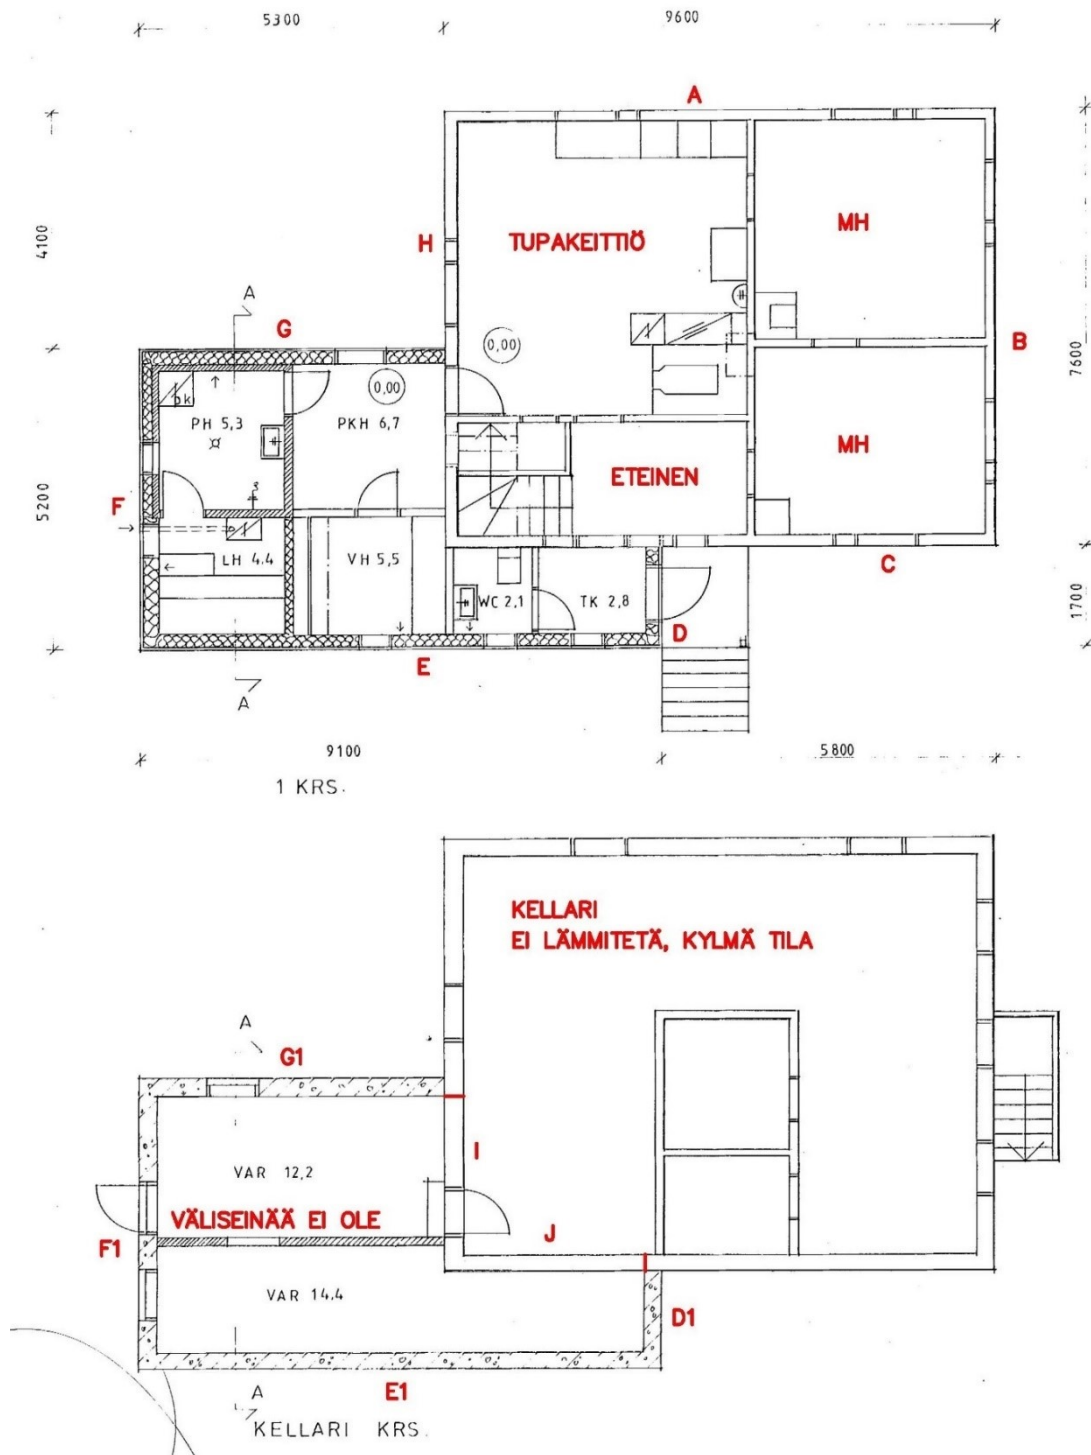 5300
9600
A
4100
H
TUPAKEITTIÖ
MH
7600
A
G
0,00
B
0,00
PH 5,3
PKH 6,7
MH
ETEINEN
5200
F
LH 4.4
VH 5,5
WC 2,1
TK 2,8
C
1700
D
E
A
9100
5800
1 KRS.
KELLARI
EI LÄMMITETÄ, KYLMÄ TILA
A
G1
I
VAR 12,2
VÄLISEINÄÄ EI OLE
J
F1
VAR 14,4
D1
E1
A
KELLARI KRS.